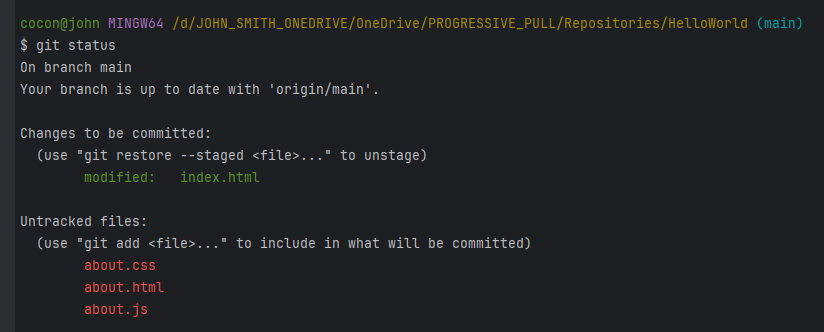 cocon@john MINGW64 /d/JOHN_SMITH_ONEDRIVE/OneDrive/PROGRESSIVE_PULL/Repositories/HelloWorld (main)
$ git status
On branch main
Your branch is up to date with 'origin/main'.

Changes to be committed:
  (use "git restore --staged <file>..." to unstage)
        modified:   index.html

Untracked files:
  (use "git add <file>..." to include in what will be committed)
        about.css
        about.html
        about.js